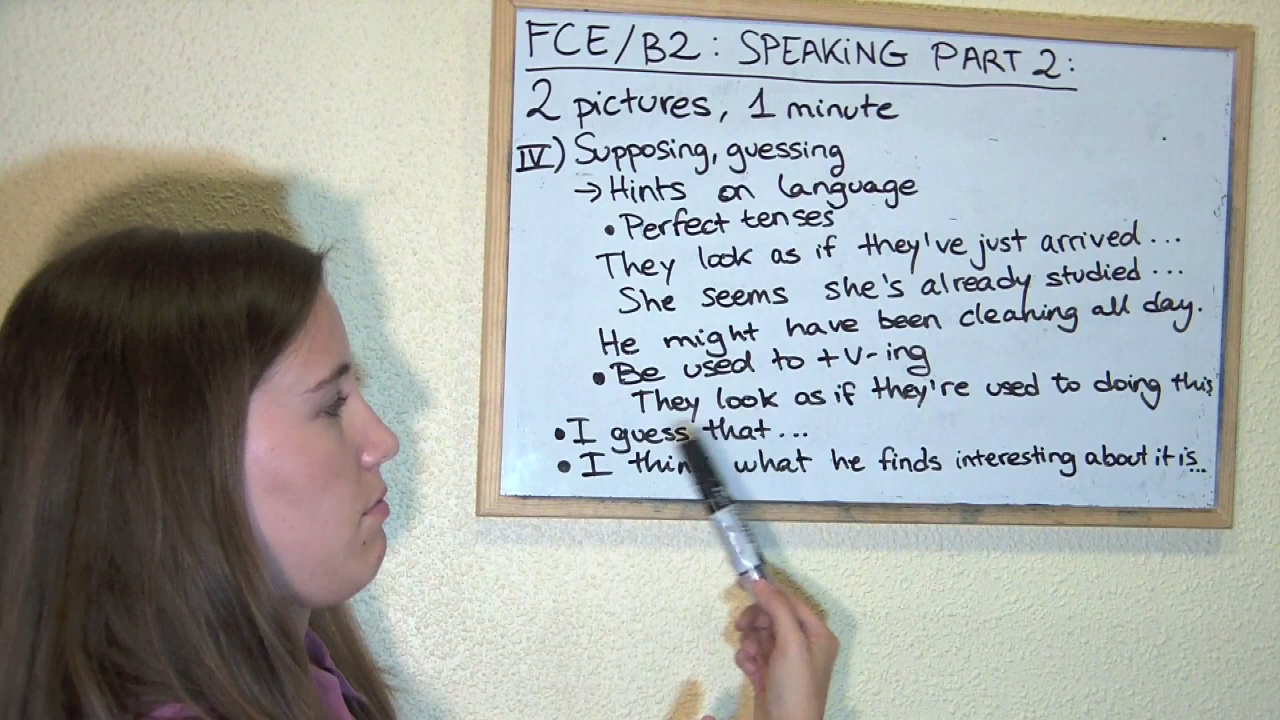 FCE/B2: SPEAKING PART 2:
2 pictures, 1 minute
IV) Supposing, guessing
→ Hints on language
• Perfect tenses
They look as if they've just arrived...
She seems she's already studied...
He might have been cleaning all day.
• Be used to + V-ing
They look as if they're used to doing this
• I guess that...
• I think what he finds interesting about it is...